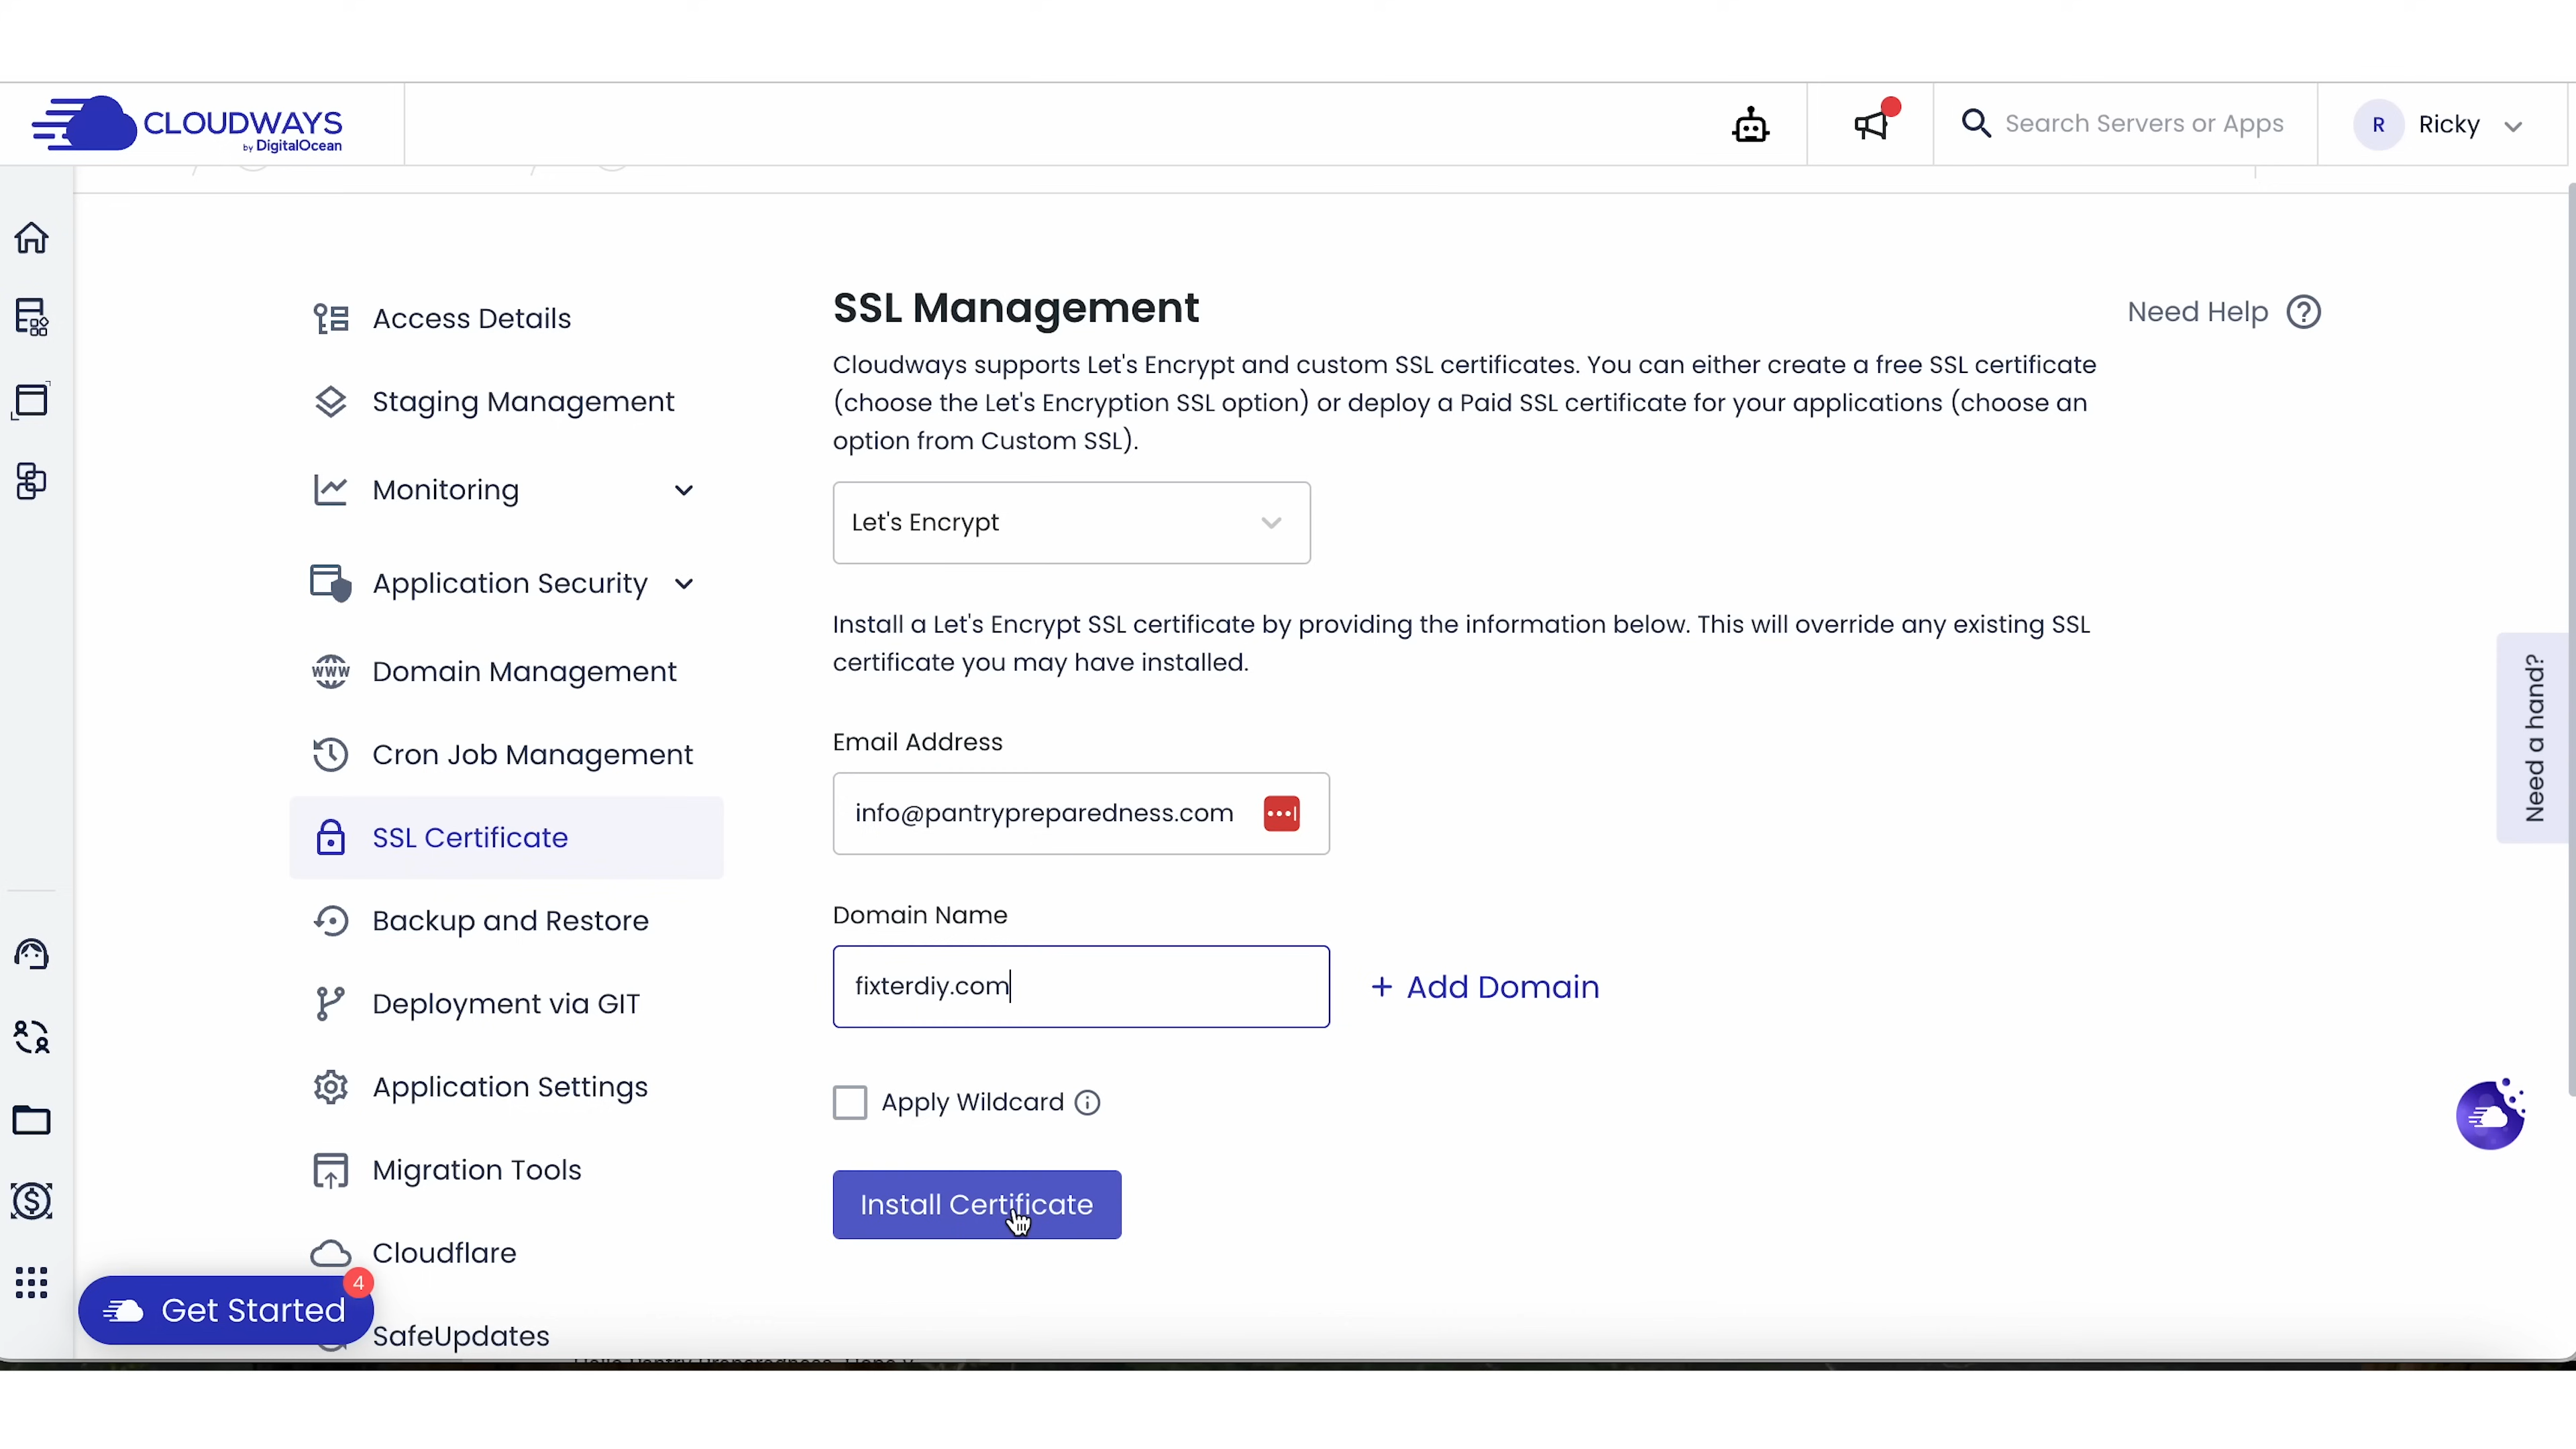 CLOUDWAYS
by DigitalOcean
Search Servers or Apps
R
Ricky
Access Details
Staging Management
Monitoring
Application Security
www
Domain Management
Cron Job Management
SSL Certificate
Backup and Restore
Deployment via GIT
Application Settings
Migration Tools
Cloudflare
SafeUpdates
4
Get Started
SSL Management
Need Help
Cloudways supports Let's Encrypt and custom SSL certificates. You can either create a free SSL certificate
(choose the Let's Encryption SSL option) or deploy a Paid SSL certificate for your applications (choose an
option from Custom SSL).
Let's Encrypt
Install a Let's Encrypt SSL certificate by providing the information below. This will override any existing SSL
certificate you may have installed.
Email Address
info@pantrypreparedness.com
Domain Name
fixterdiy.com
+ Add Domain
Apply Wildcard
Install Certificate
Need a hand?